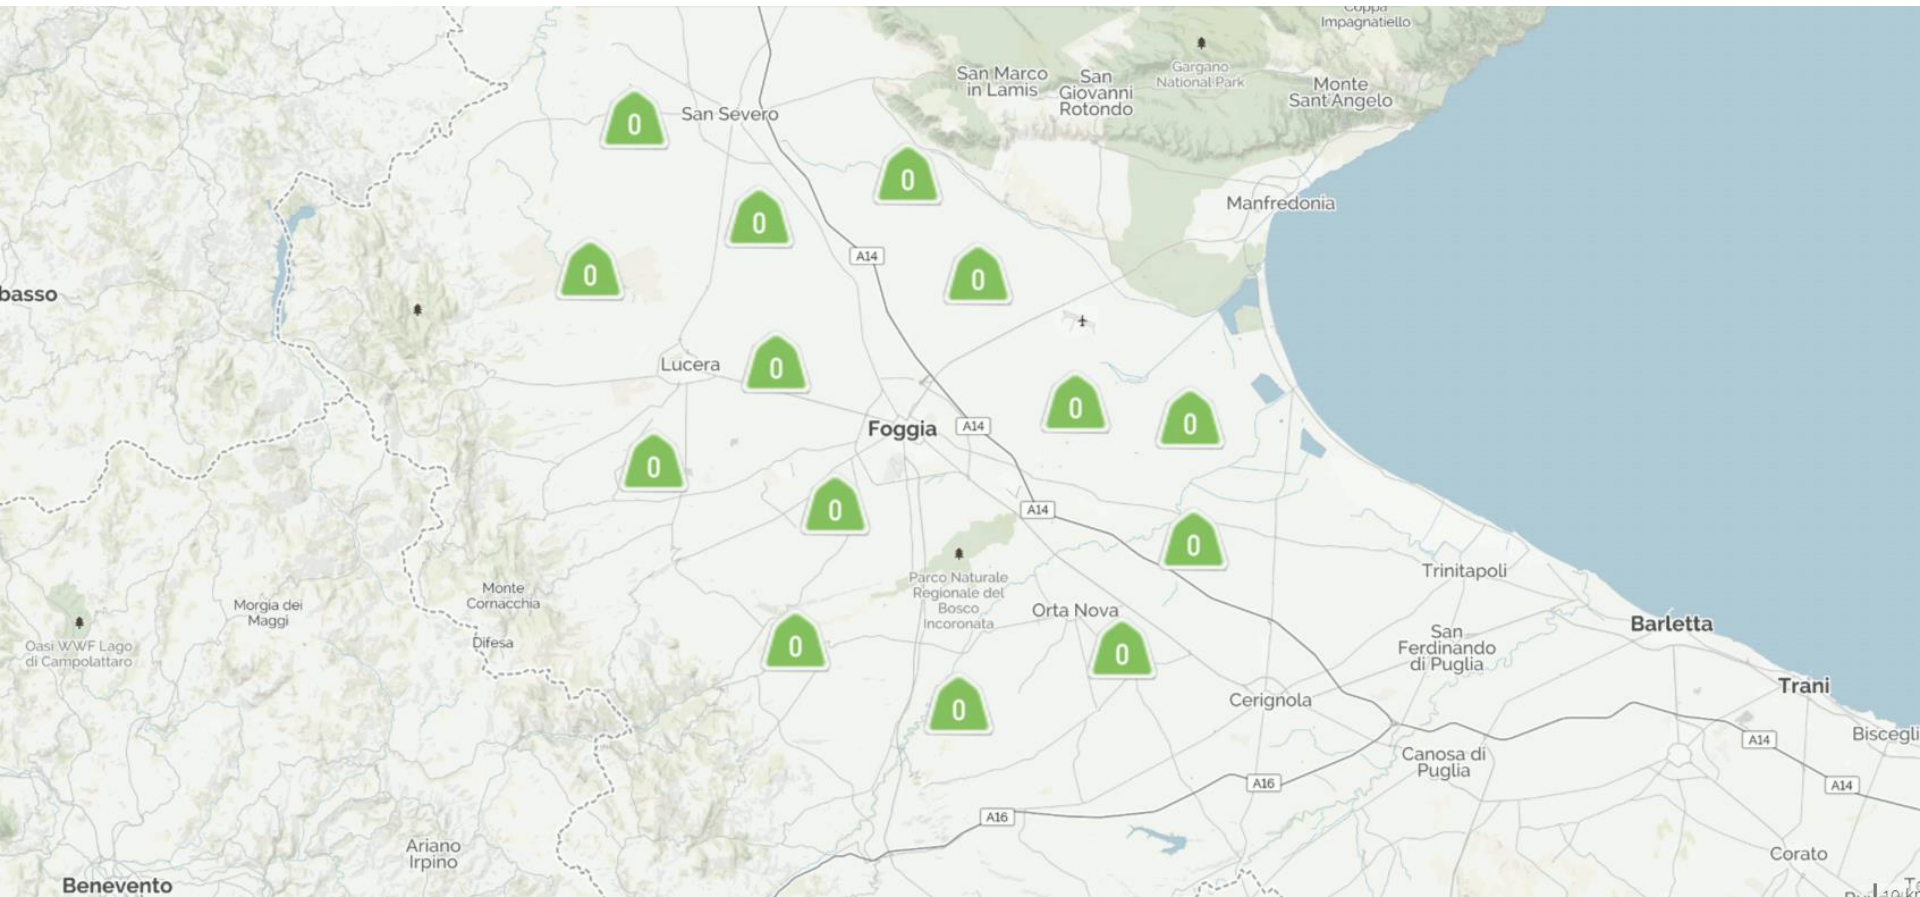 Coppa
Impagnatiello
San Marco
in Lamis
San
Giovanni
Rotondo
Gargano
National Park
Monte
Sant'Angelo
0
San Severo
0
Manfredonia
0
A14
0
0
basso
Lucera
0
0
0
Foggia
A14
0
0
A14
0
Trinitapoli
Parco Naturale
Regionale del
Bosco
Incoronata
Monte
Cornacchia
Morgia dei
Maggi
Orta Nova
Barletta
Oasi WWF Lago
di Campolattaro
Difesa
0
0
San
Ferdinando
di Puglia
Trani
Cerignola
0
Biscegli
A14
Canosa di
Puglia
A16
A14
A16
Ariano
Irpino
Corato
Benevento